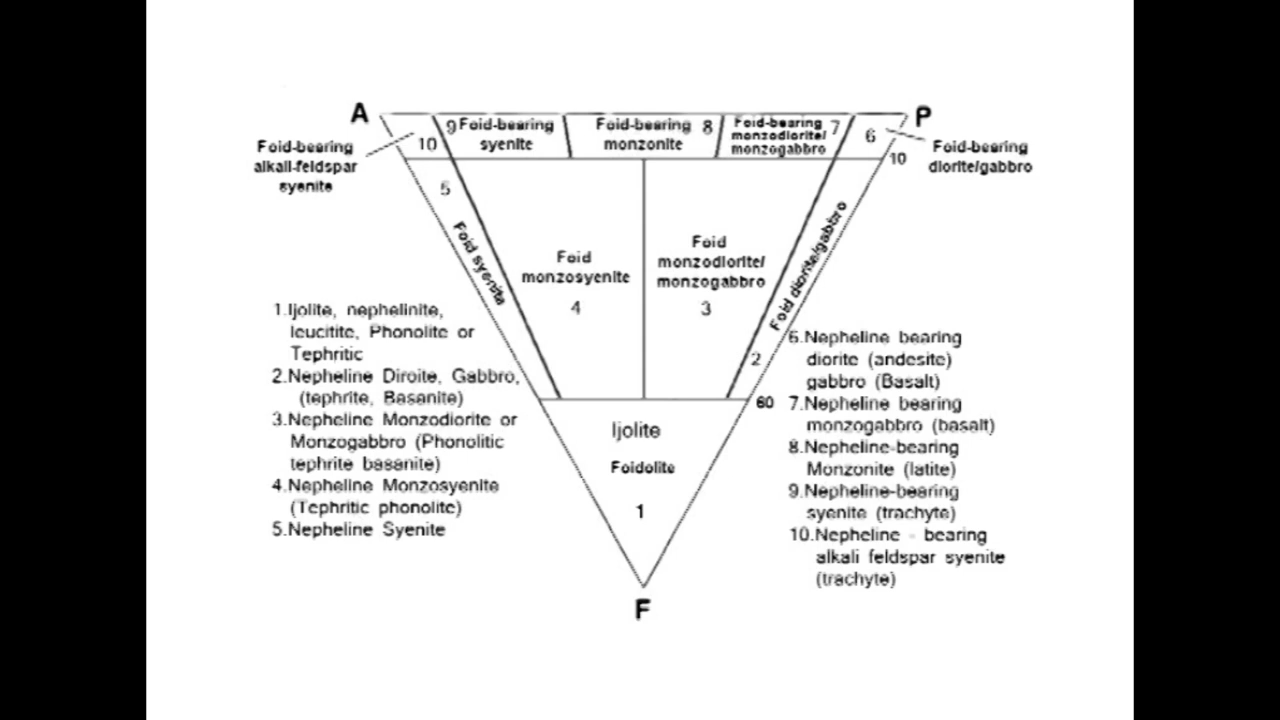 A
P
9 Foid-bearing
syenite
Foid-bearing 8
monzonite
Foid-bearing 7
monzodiorite/
monzogabbro
6
10
Foid-bearing
alkali-feldspar
syenite
10
Foid-bearing
diorite/gabbro
5
Foid syenite
Foid
monzosyenite
4
Foid
monzodiorite/
monzogabbro
3
Foid diorite/gabbro
2
60
Ijolite
Foidolite
1
F
1.Ijolite, nephelinite,
leucitite, Phonolite or
Tephritic
2.Nepheline Diroite, Gabbro,
(tephrite, Basanite)
3.Nepheline Monzodiorite or
Monzogabbro (Phonolitic
tephrite basanite)
4.Nepheline Monzosyenite
(Tephritic phonolite)
5.Nepheline Syenite
6.Nepheline bearing
diorite (andesite)
gabbro (Basalt)
7.Nepheline bearing
monzogabbro (basalt)
8.Nepheline-bearing
Monzonite (latite)
9.Nepheline-bearing
syenite (trachyte)
10.Nepheline - bearing
alkali feldspar syenite
(trachyte)